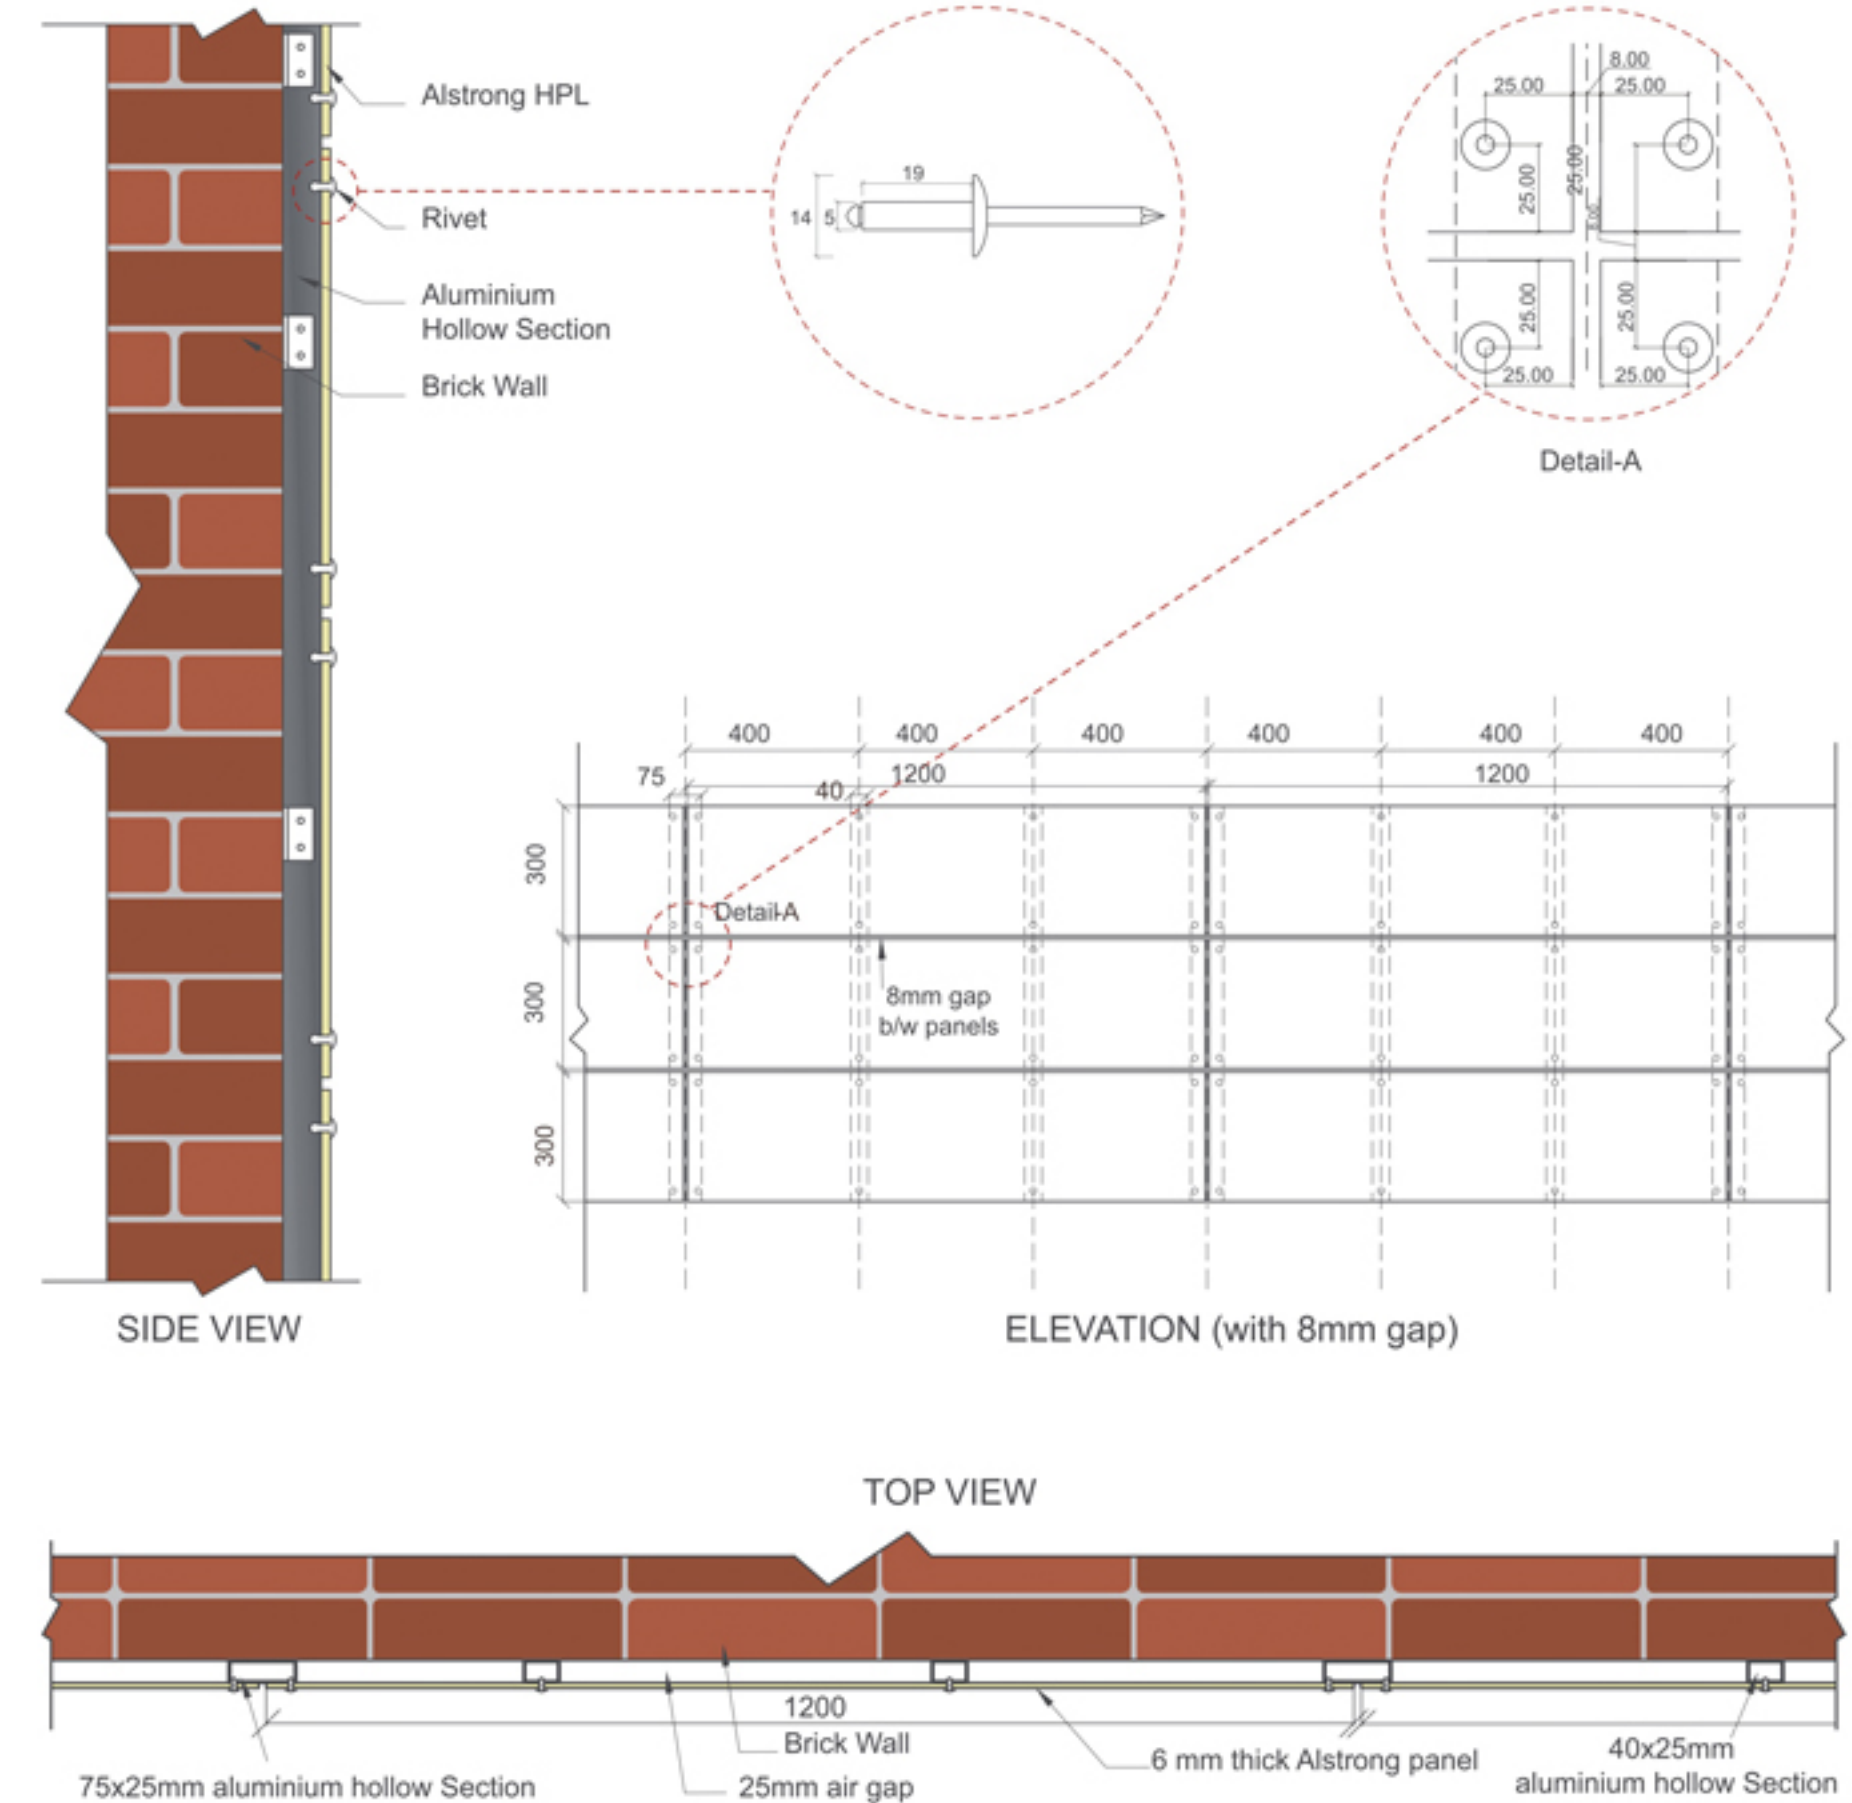 Alstrong HPL
Rivet
Aluminium
Hollow Section
Brick Wall
19
14
5
8.00
25.00
25.00
25.00
25.00
25.00
25.00
25.00
25.00
Detail-A
400
400
400
400
400
400
75
1200
1200
40
300
Detail-A
300
8mm gap
b/w panels
300
SIDE VIEW
ELEVATION (with 8mm gap)
TOP VIEW
1200
Brick Wall
6 mm thick Alstrong panel
40x25mm
aluminium hollow Section
75x25mm aluminium hollow Section
25mm air gap